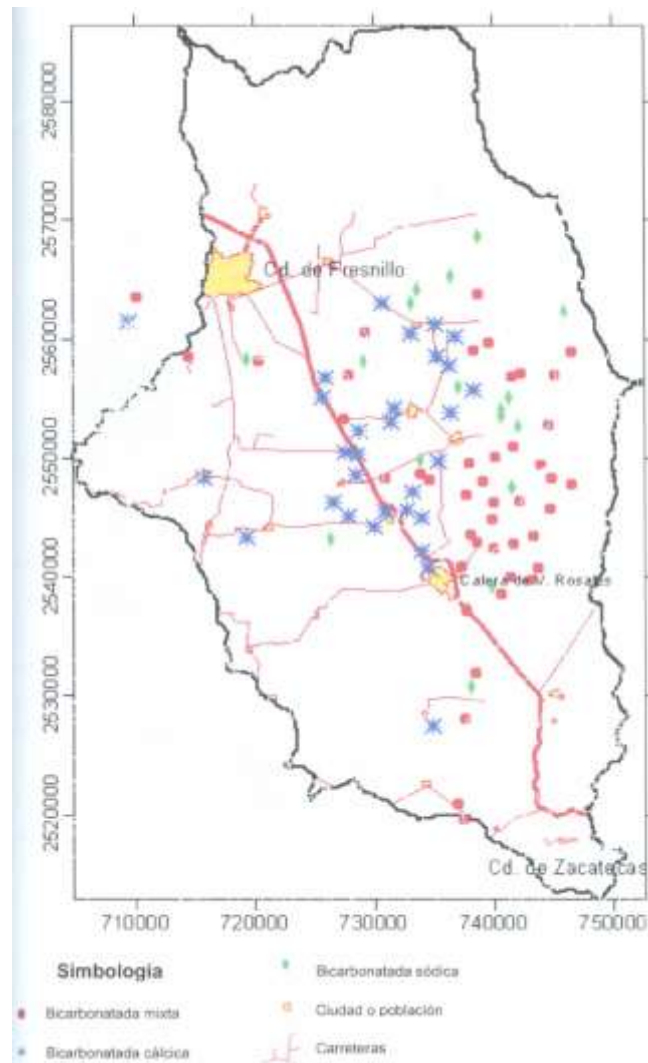 2580000
2570000
Cd. de Fresnillo
2560000
2550000
2540000
Calera de V. Rosales
2530000
2520000
Cd. de Zacatecas
710000 720000 730000 740000 750000
Simbologia
Bicarbonatada sódica
Bicarbonatada mixta
Ciudad o población
Bicarbonatada cálcica
Carreteras